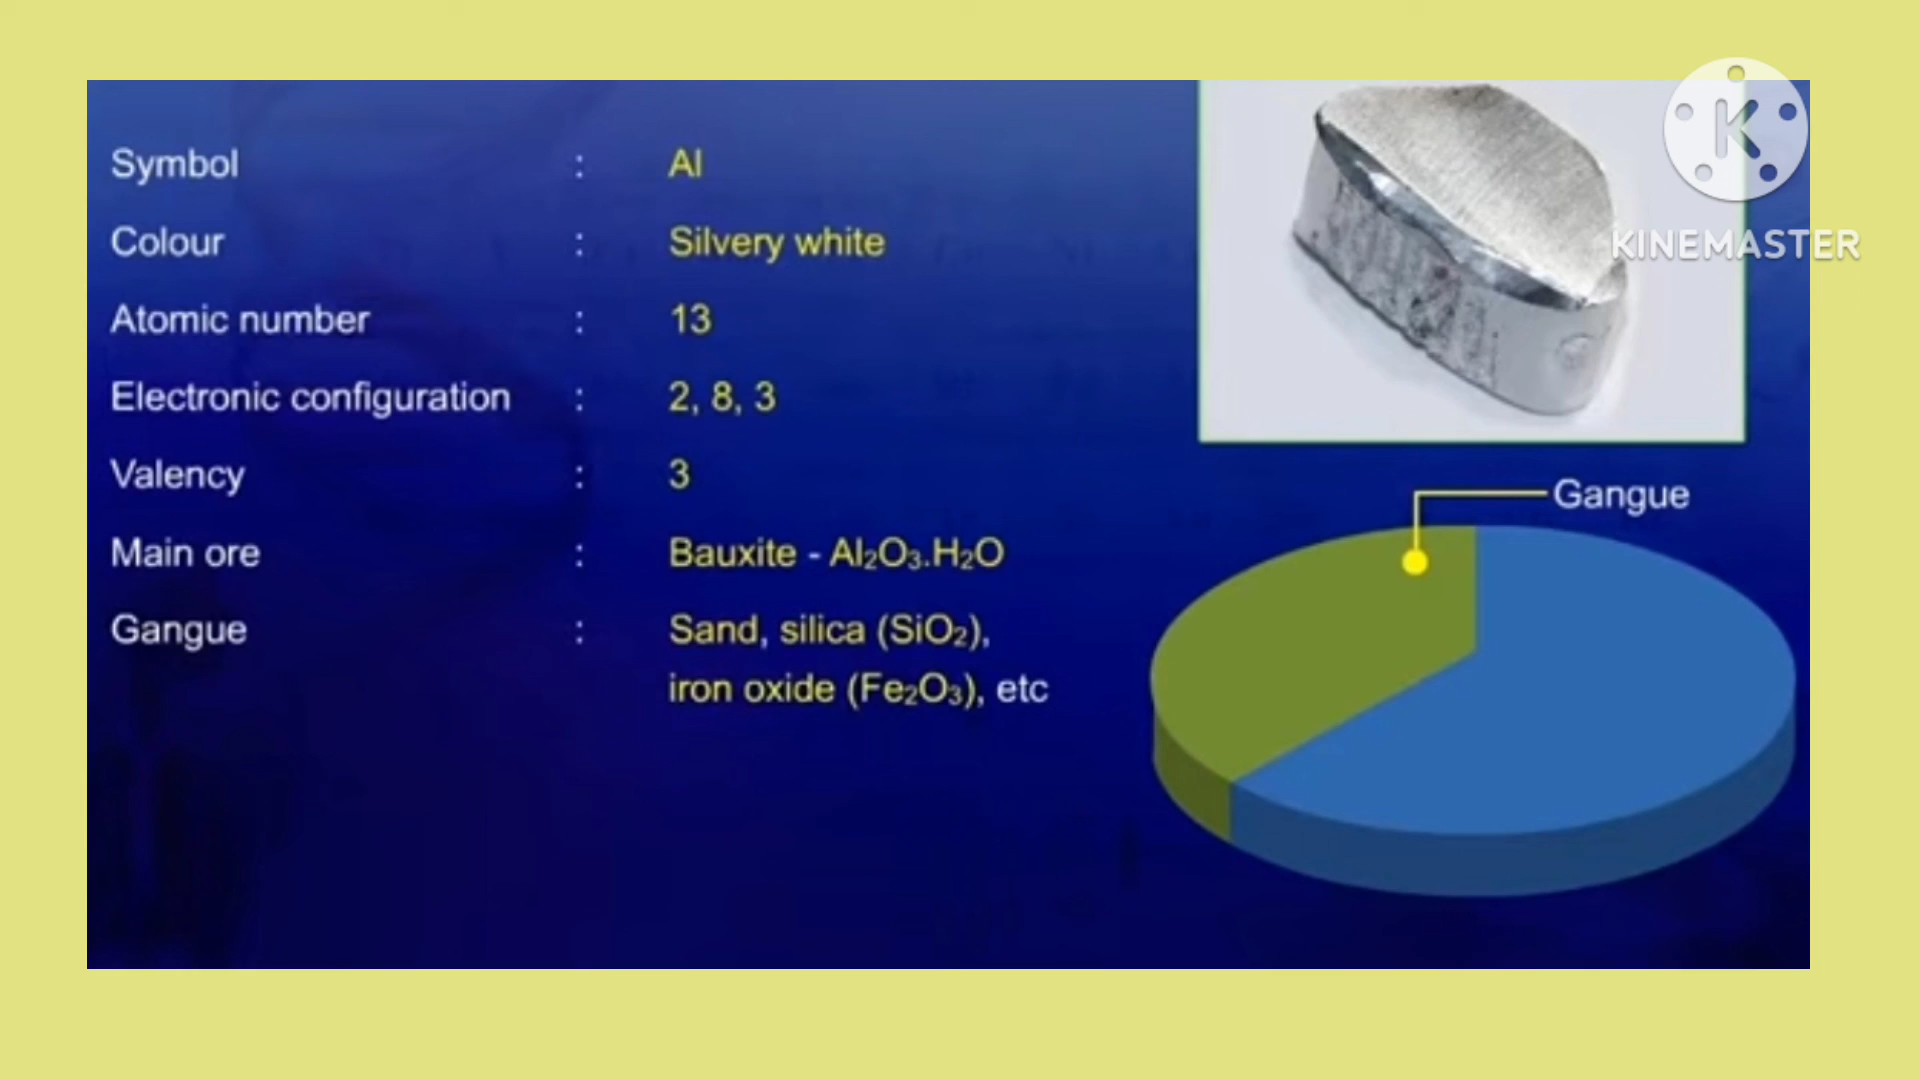 Symbol : Al
Colour : Silvery white
Atomic number : 13
Electronic configuration : 2, 8, 3
Valency : 3
Main ore : Bauxite - Al₂O₃.H₂O
Gangue : Sand, silica (SiO₂),
iron oxide (Fe₂O₃), etc
K
KINEMASTER
Gangue